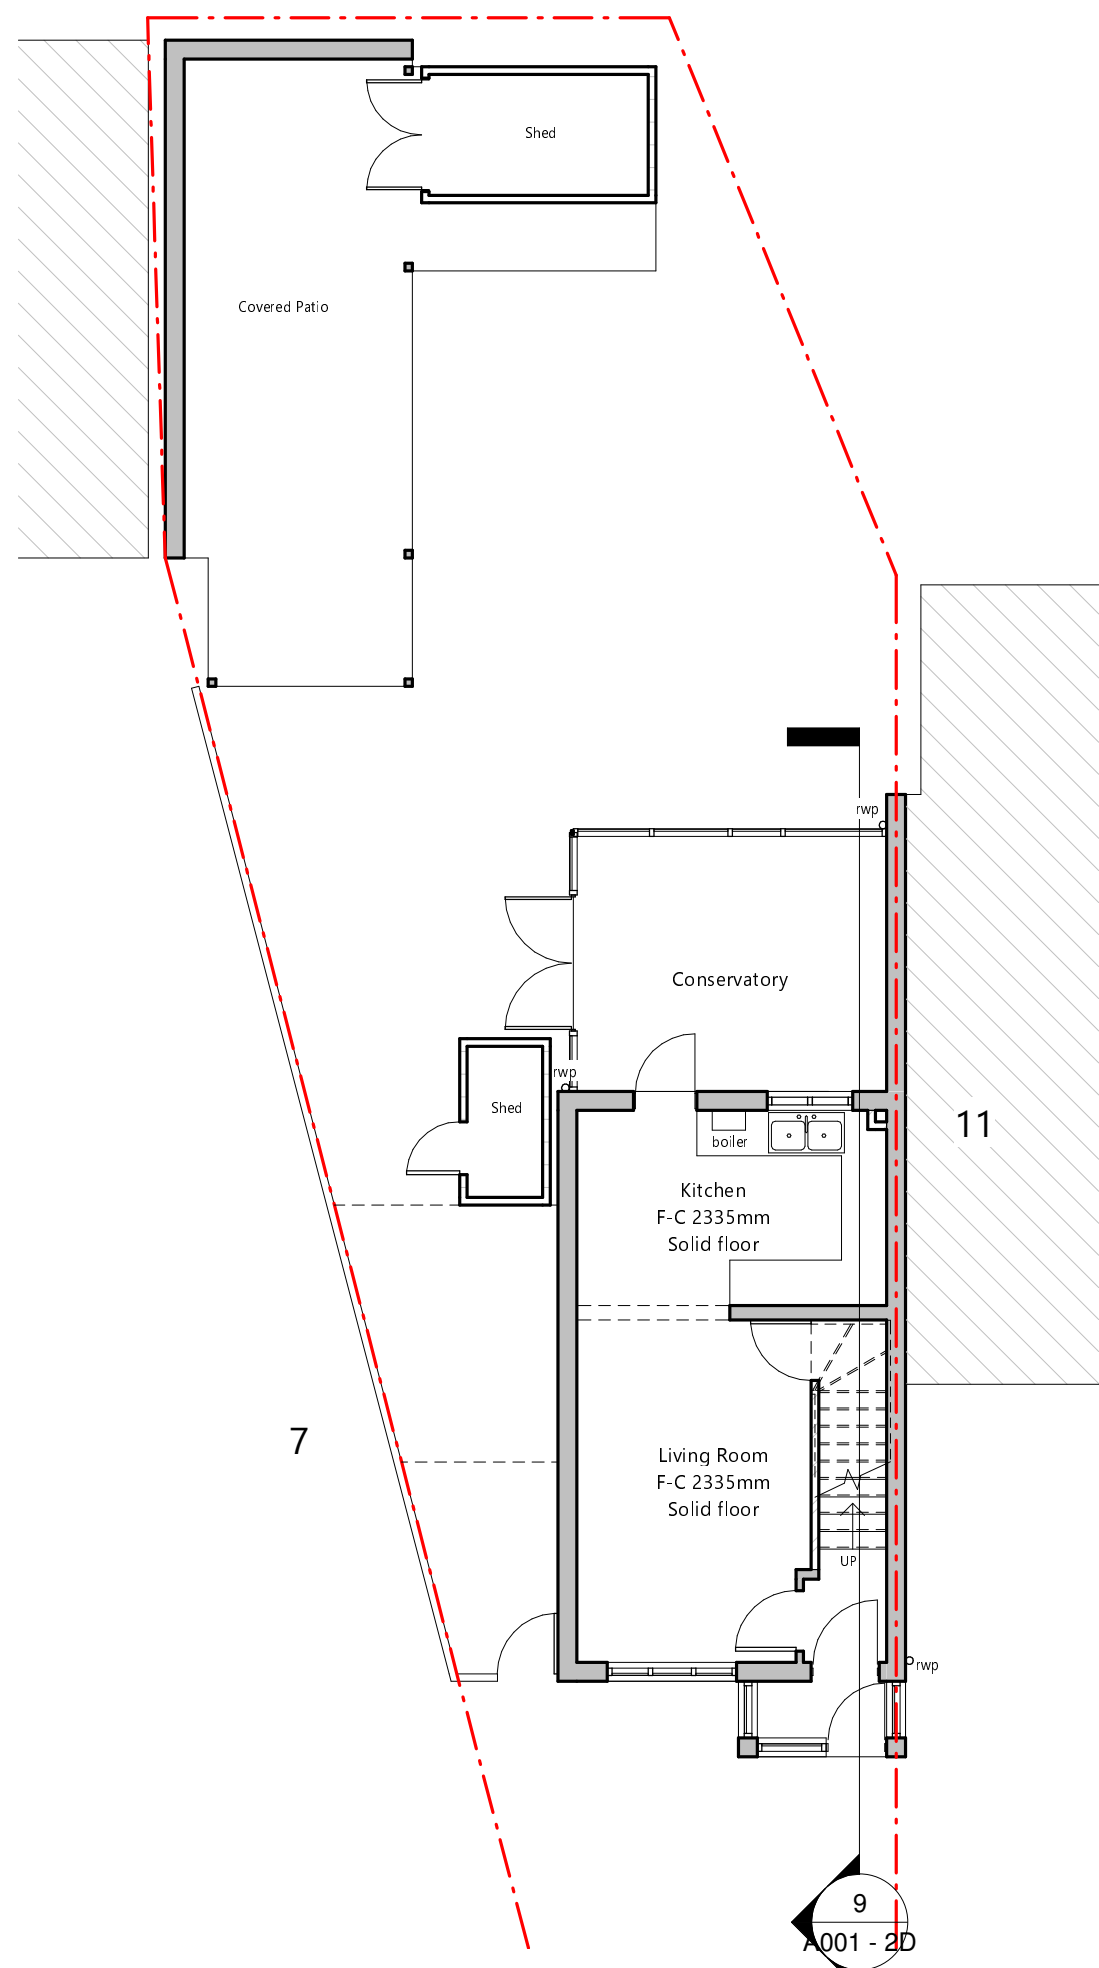 Shed
Covered Patio
rwp
Conservatory
rwp
Shed
boiler
11
Kitchen
F-C 2335mm
Solid floor
7
Living Room
F-C 2335mm
Solid floor
UP
rwp
9
A001 - 2D